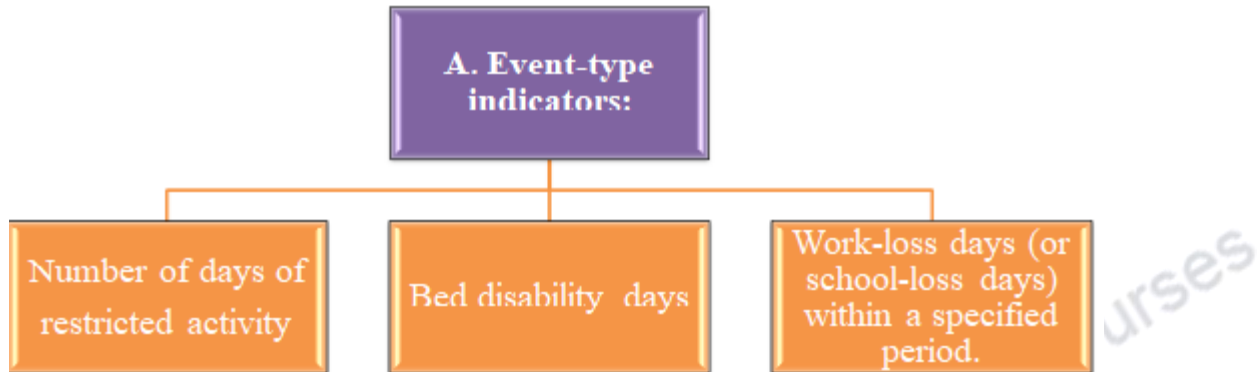 A. Event-type
indicators:
Number of days of
restricted activity
Bed disability days
Work-loss days (or
school-loss days)
within a specified
period.